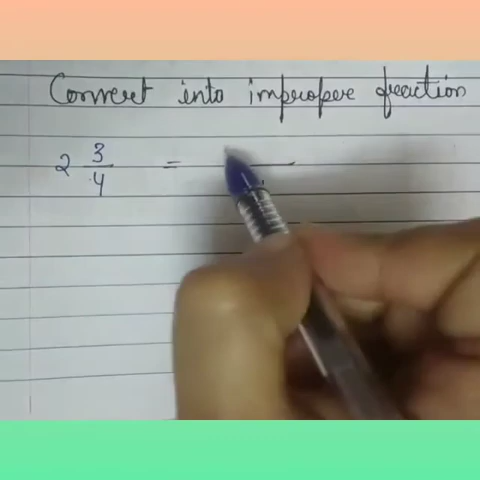 Convert into improper fraction
2 3/4 =